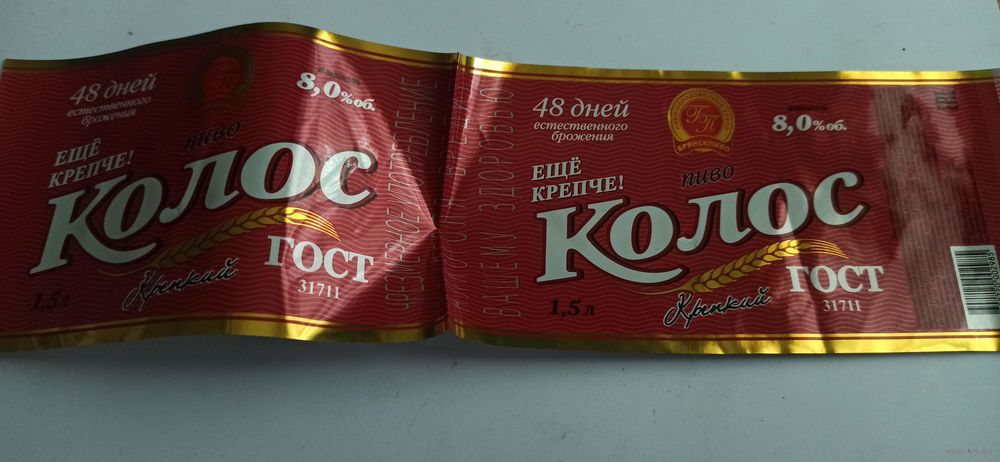 48 дней
естественного
брожения
8,0% об.
ЕЩЁ
КРЕПЧЕ!
пиво
Колос
Крепкий
ГОСТ
31711
1,5 л
ЧРЕЗМЕРНОЕ УПОТРЕБЛЕНИЕ
ВАШЕМУ ЗДОРОВЬЮ
48 дней
естественного
брожения
ГП
БРЯНСКПИВО
8,0% об.
ЕЩЁ
КРЕПЧЕ!
пиво
Колос
Крепкий
ГОСТ
31711
1,5 л